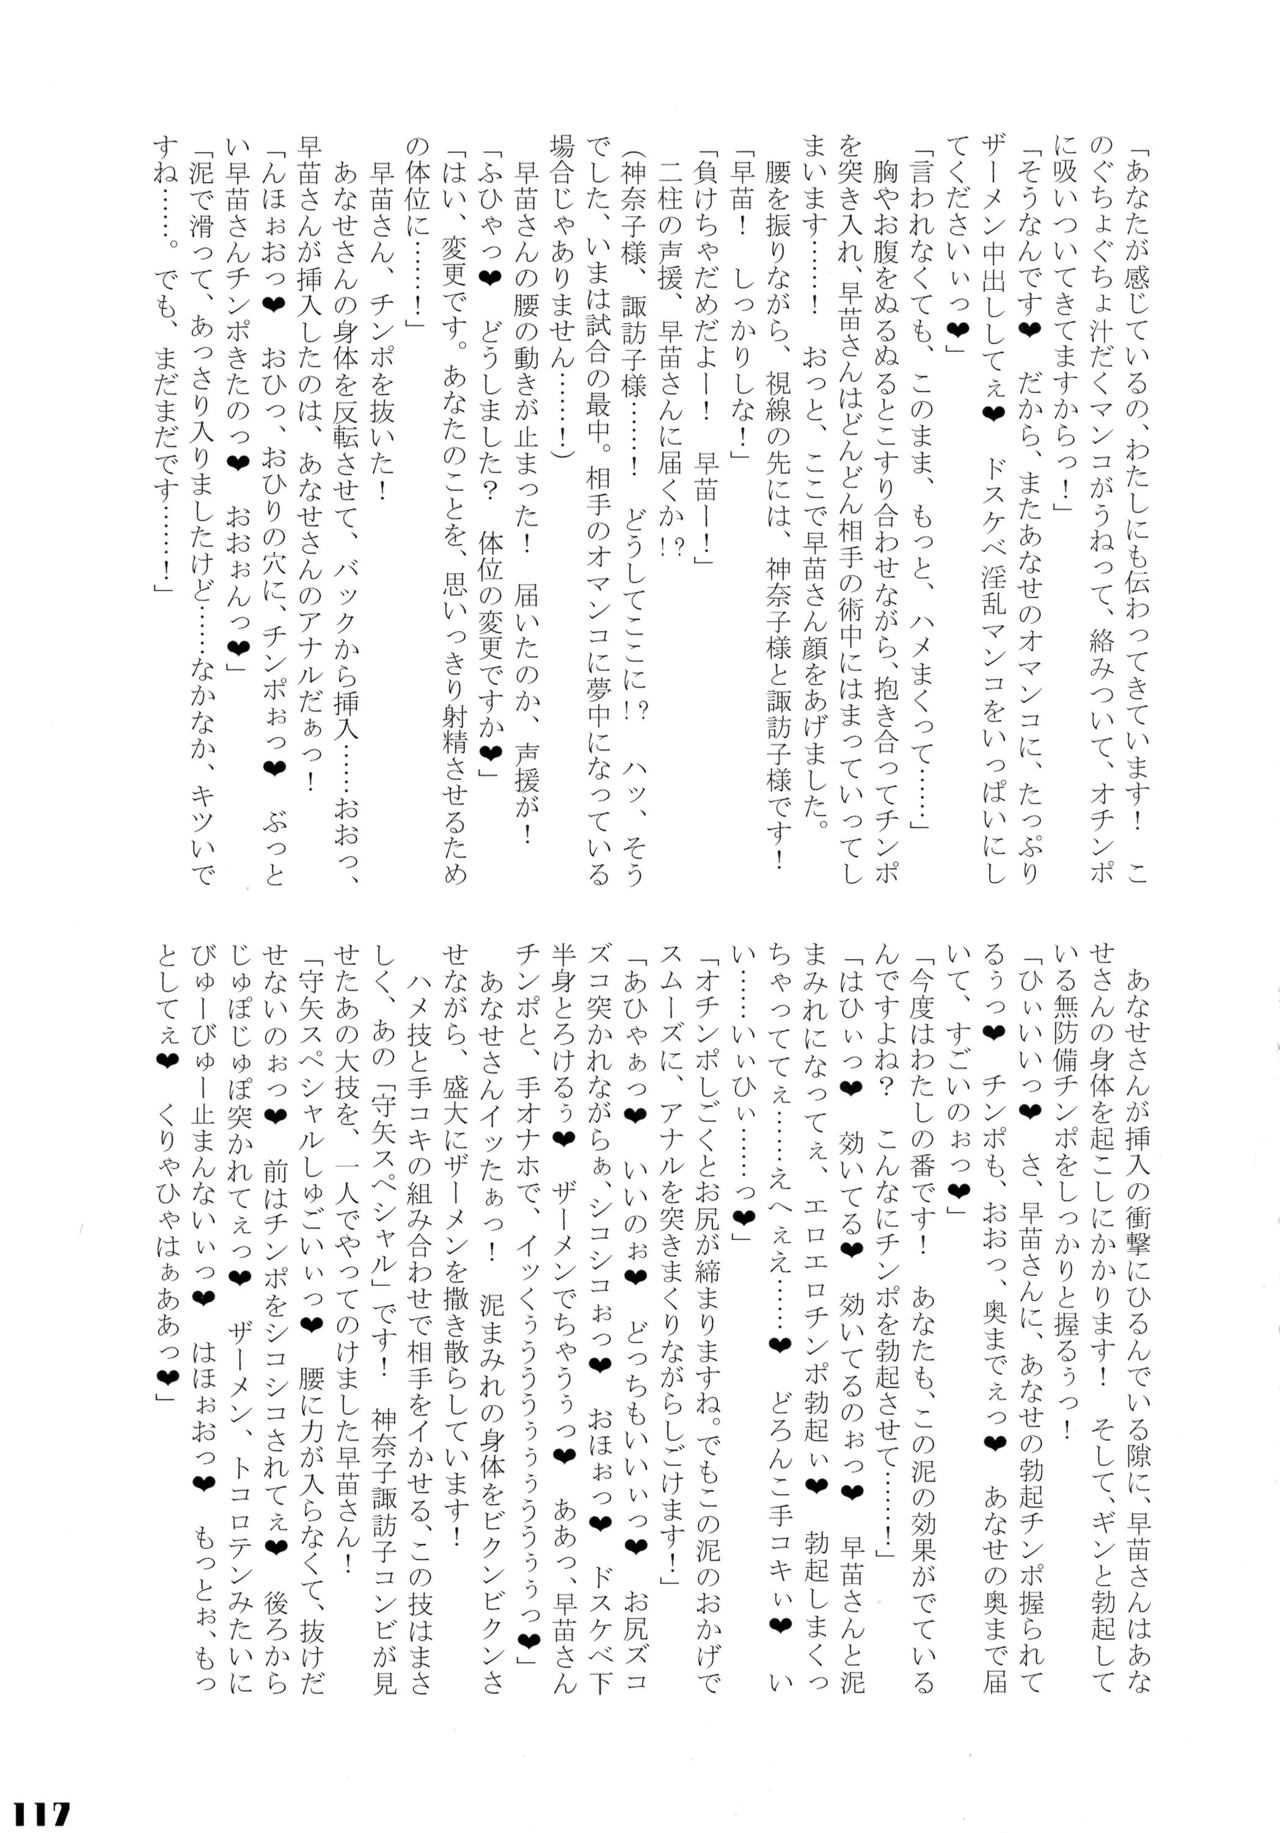 「あなたが感じているの、わたしにも伝わってきています！　こ
のぐちょぐちょ汁だくマンコがうねって、絡みついて、オチンポ
に吸いついてきてますからっ！」
「そうなんです❤　だから、またあなせのオマンコに、たっぷり
ザーメン中出ししてぇ❤　ドスケベ淫乱マンコをいっぱいにし
てくださいぃっ❤」
「言われなくても、このまま、もっと、ハメまくって……」
　胸やお腹をぬるぬるとこすり合わせながら、抱き合ってチンポ
を突き入れ、早苗さんはどんどん相手の術中にはまっていってし
まいます……！　おっと、ここで早苗さん顔をあげました。
　腰を振りながら、視線の先には、神奈子様と諏訪子様です！
「早苗！　しっかりしな！」
「負けちゃだめだよー！　早苗ー！」
　二柱の声援、早苗さんに届くか!?
（神奈子様、諏訪子様……！　どうしてここに!?　ハッ、そう
でした、いまは試合の最中。相手のオマンコに夢中になっている
場合じゃありません……！）
　早苗さんの腰の動きが止まった！　届いたのか、声援が！
「ふひゃっ❤　どうしました？　体位の変更ですか❤」
「はい、変更です。あなたのことを、思いっきり射精させるため
の体位に……！」
　早苗さん、チンポを抜いた！
　あなせさんの身体を反転させて、バックから挿入……おおっ、
早苗さんが挿入したのは、あなせさんのアナルだぁっ！
「んほぉおっ❤　おひっ、おひりの穴に、チンポぉっ❤　ぶっと
い早苗さんチンポきたのっ❤　おおぉんっ❤」
「泥で滑って、あっさり入りましたけど……なかなか、キツいで
すね……。でも、まだまだです……！」
　あなせさんが挿入の衝撃にひるんでいる隙に、早苗さんはあな
せさんの身体を起こしにかかります！　そして、ギンと勃起して
いる無防備チンポをしっかりと握るぅっ！
「ひぃいいっ❤　さ、早苗さんに、あなせの勃起チンポ握られて
るぅっ❤　チンポも、おおっ、奥までぇっ❤　あなせの奥まで届
いて、すごいのぉっ❤」
「今度はわたしの番です！　あなたも、この泥の効果がでている
んですよね？　こんなにチンポを勃起させて……！」
「はひぃっ❤　効いてる❤　効いてるのぉっ❤　早苗さんと泥
まみれになってぇ、エロエロチンポ勃起ぃ❤　勃起しまくっ
ちゃっててぇ……えへぇえ……❤　どろんこ手コキぃ❤　い
い……いぃひぃ……っ❤」
「オチンポしごくとお尻が締まりますね。でもこの泥のおかげで
スムーズに、アナルを突きまくりながらしごけます！」
「あひゃぁっ❤　いいのぉ❤　どっちもいいぃっ❤　お尻ズコ
ズコ突かれながらぁ、シコシコぉっ❤　おほぉっ❤　ドスケベ下
半身とろけるぅ❤　ザーメンでちゃうぅっ❤　ああっ、早苗さん
チンポと、手オナホで、イッくぅうううぅうううぅぅっ❤」
　あなせさんイッたぁっ！　泥まみれの身体をビクンビクンさ
せながら、盛大にザーメンを撒き散らしています！
　ハメ技と手コキの組み合わせで相手をイかせる、この技はまさ
しく、あの「守矢スペシャル」です！　神奈子諏訪子コンビが見
せたあの大技を、一人でやってのけました早苗さん！
「守矢スペシャルしゅごいぃっ❤　腰に力が入らなくて、抜けだ
せないのぉっ❤　前はチンポをシコシコされてぇ❤　後ろから
じゅぽじゅぽ突かれてぇっ❤　ザーメン、トコロテンみたいに
びゅーびゅー止まんないぃっ❤　はほぉおっ❤　もっとぉ、もっ
としてぇ❤　くりゃひゃはぁああっ❤」
117